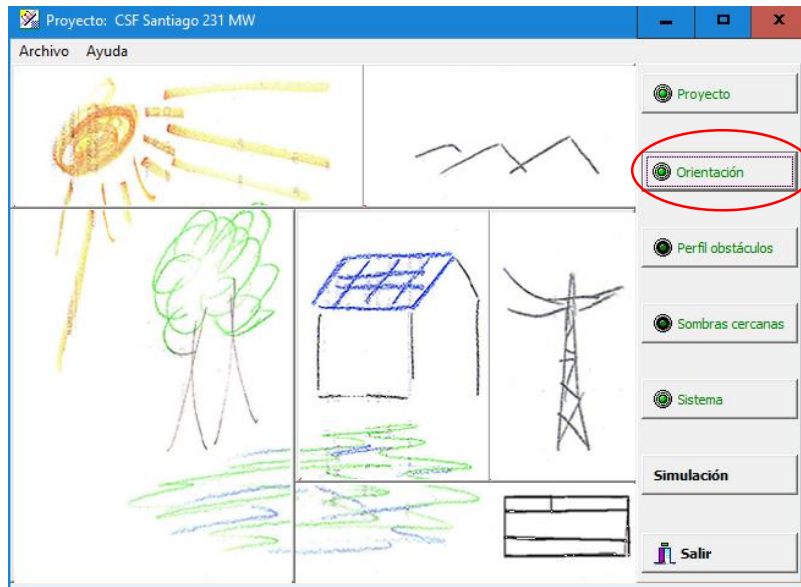 Proyecto: CSF Santiago 231 MW
Archivo Ayuda
Proyecto
Orientación
Perfil obstáculos
Sombras cercanas
Sistema
Simulación
Salir